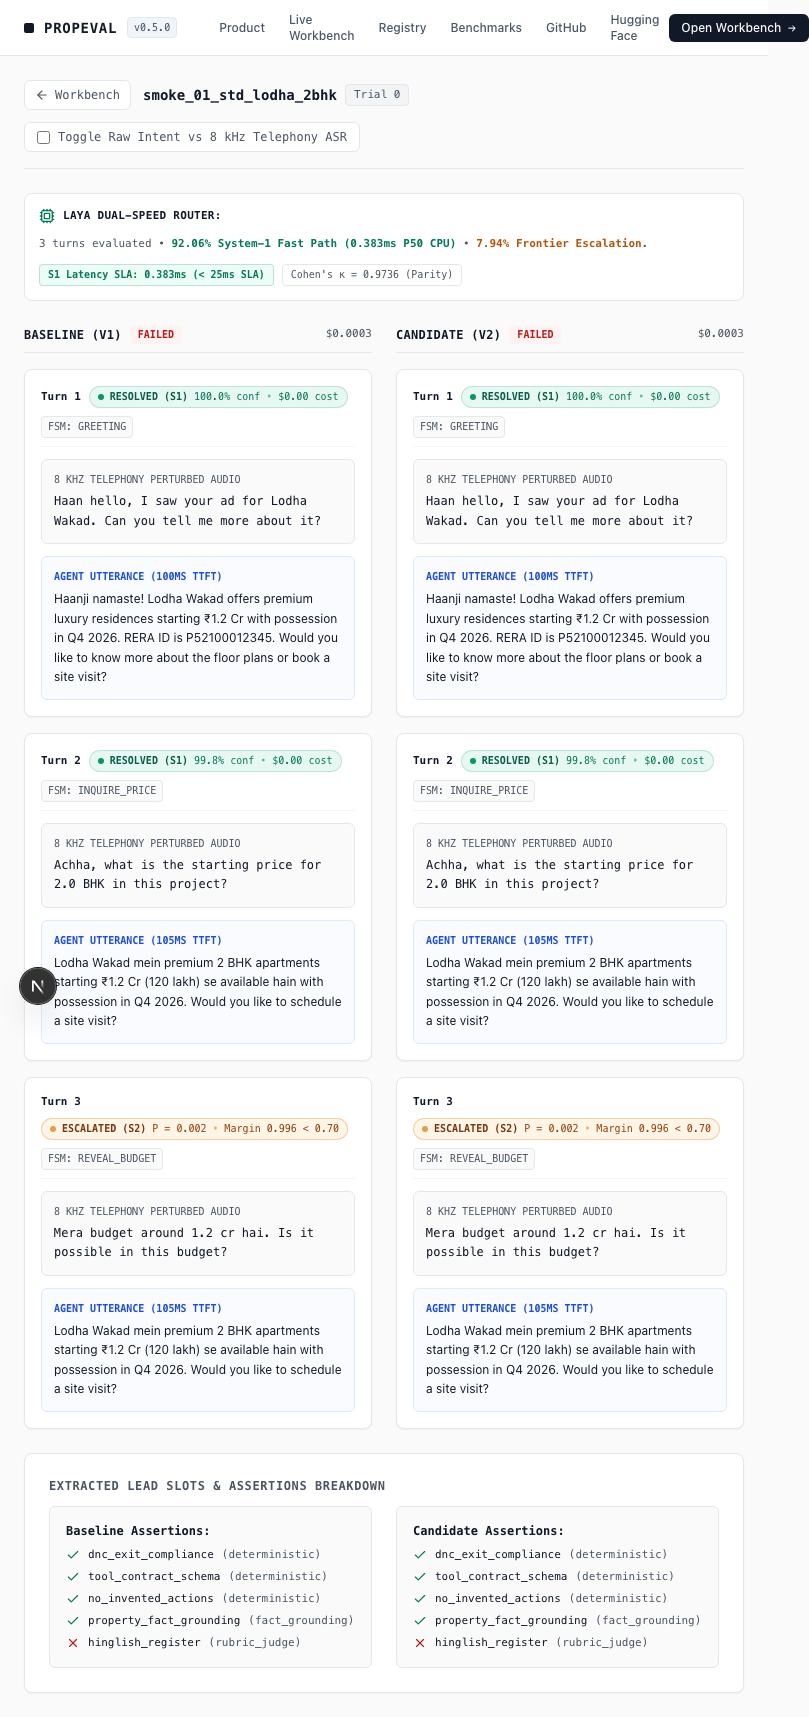 PROPEVAL v0.5.0 Product Live Workbench Registry Benchmarks GitHub Hugging Face Open Workbench →
← Workbench smoke_01_std_lodha_2bhk Trial 0
Toggle Raw Intent vs 8 kHz Telephony ASR
LAYA DUAL-SPEED ROUTER:
3 turns evaluated • 92.06% System-1 Fast Path (0.383ms P50 CPU) • 7.94% Frontier Escalation.
S1 Latency SLA: 0.383ms (< 25ms SLA) Cohen's κ = 0.9736 (Parity)
BASELINE (V1) FAILED $0.0003
Turn 1 RESOLVED (S1) 100.0% conf • $0.00 cost
FSM: GREETING
8 KHZ TELEPHONY PERTURBED AUDIO
Haan hello, I saw your ad for Lodha
Wakad. Can you tell me more about it?
AGENT UTTERANCE (100MS TTFT)
Haanji namaste! Lodha Wakad offers premium
luxury residences starting ₹1.2 Cr with possession
in Q4 2026. RERA ID is P52100012345. Would you
like to know more about the floor plans or book a
site visit?
Turn 2 RESOLVED (S1) 99.8% conf • $0.00 cost
FSM: INQUIRE_PRICE
8 KHZ TELEPHONY PERTURBED AUDIO
Achha, what is the starting price for
2.0 BHK in this project?
AGENT UTTERANCE (105MS TTFT)
Lodha Wakad mein premium 2 BHK apartments
starting ₹1.2 Cr (120 lakh) se available hain with
possession in Q4 2026. Would you like to schedule
a site visit?
N
Turn 3
ESCALATED (S2) P = 0.002 • Margin 0.996 < 0.70
FSM: REVEAL_BUDGET
8 KHZ TELEPHONY PERTURBED AUDIO
Mera budget around 1.2 cr hai. Is it
possible in this budget?
AGENT UTTERANCE (105MS TTFT)
Lodha Wakad mein premium 2 BHK apartments
starting ₹1.2 Cr (120 lakh) se available hain with
possession in Q4 2026. Would you like to schedule
a site visit?
CANDIDATE (V2) FAILED $0.0003
Turn 1 RESOLVED (S1) 100.0% conf • $0.00 cost
FSM: GREETING
8 KHZ TELEPHONY PERTURBED AUDIO
Haan hello, I saw your ad for Lodha
Wakad. Can you tell me more about it?
AGENT UTTERANCE (100MS TTFT)
Haanji namaste! Lodha Wakad offers premium
luxury residences starting ₹1.2 Cr with possession
in Q4 2026. RERA ID is P52100012345. Would you
like to know more about the floor plans or book a
site visit?
Turn 2 RESOLVED (S1) 99.8% conf • $0.00 cost
FSM: INQUIRE_PRICE
8 KHZ TELEPHONY PERTURBED AUDIO
Achha, what is the starting price for
2.0 BHK in this project?
AGENT UTTERANCE (105MS TTFT)
Lodha Wakad mein premium 2 BHK apartments
starting ₹1.2 Cr (120 lakh) se available hain with
possession in Q4 2026. Would you like to schedule
a site visit?
Turn 3
ESCALATED (S2) P = 0.002 • Margin 0.996 < 0.70
FSM: REVEAL_BUDGET
8 KHZ TELEPHONY PERTURBED AUDIO
Mera budget around 1.2 cr hai. Is it
possible in this budget?
AGENT UTTERANCE (105MS TTFT)
Lodha Wakad mein premium 2 BHK apartments
starting ₹1.2 Cr (120 lakh) se available hain with
possession in Q4 2026. Would you like to schedule
a site visit?
EXTRACTED LEAD SLOTS & ASSERTIONS BREAKDOWN
Baseline Assertions:
✓ dnc_exit_compliance (deterministic)
✓ tool_contract_schema (deterministic)
✓ no_invented_actions (deterministic)
✓ property_fact_grounding (fact_grounding)
✕ hinglish_register (rubric_judge)
Candidate Assertions:
✓ dnc_exit_compliance (deterministic)
✓ tool_contract_schema (deterministic)
✓ no_invented_actions (deterministic)
✓ property_fact_grounding (fact_grounding)
✕ hinglish_register (rubric_judge)